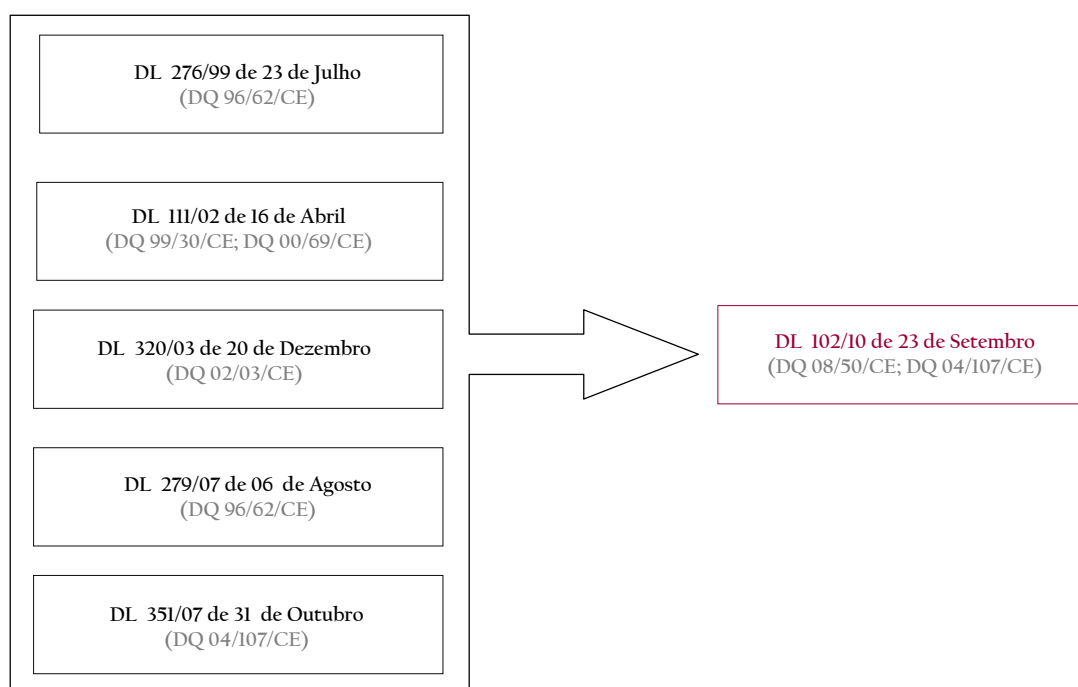 DL 276/99 de 23 de Julho
(DQ 96/62/CE)
DL 111/02 de 16 de Abril
(DQ 99/30/CE; DQ 00/69/CE)
DL 320/03 de 20 de Dezembro
(DQ 02/03/CE)
DL 279/07 de 06 de Agosto
(DQ 96/62/CE)
DL 351/07 de 31 de Outubro
(DQ 04/107/CE)
DL 102/10 de 23 de Setembro
(DQ 08/50/CE; DQ 04/107/CE)